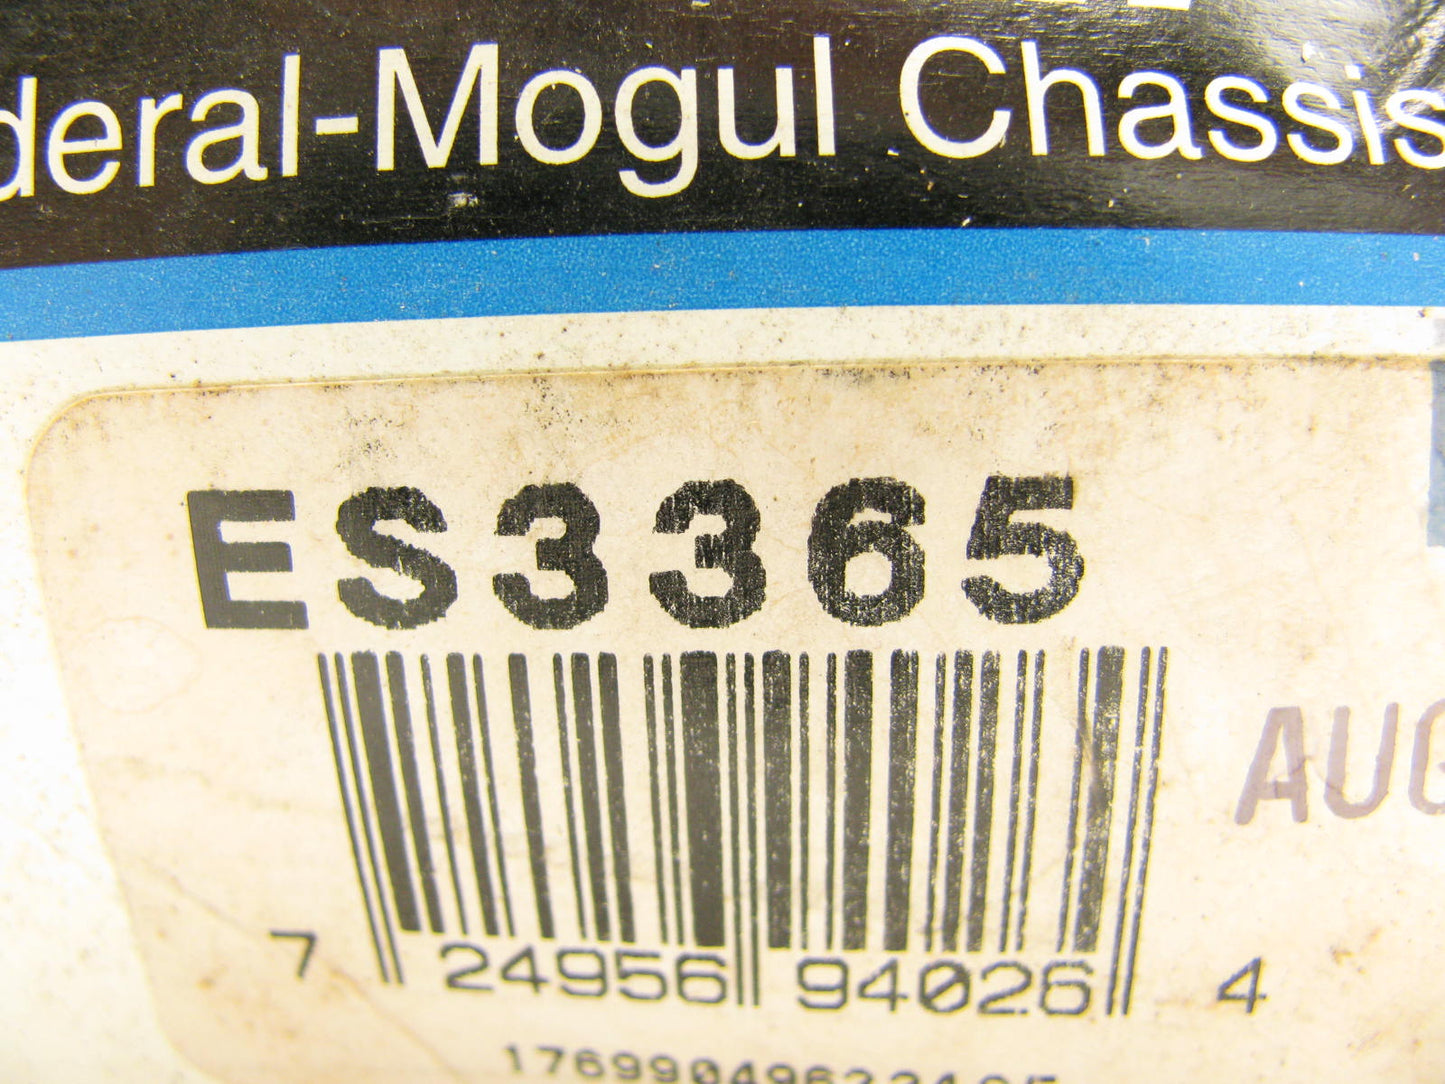 deral-Mogul Chassis
ES3365
AUG
7 24956 94026 4